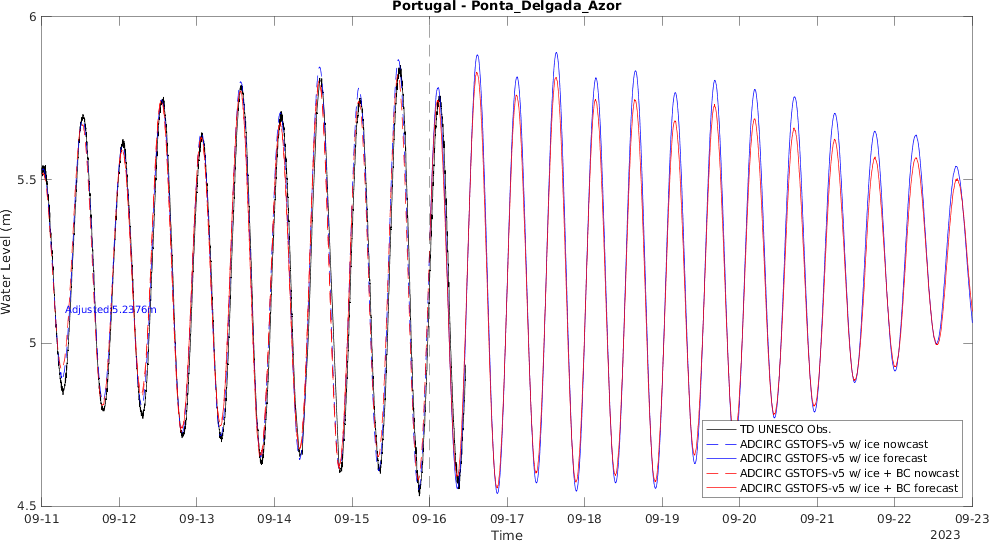 Portugal - Ponta_Delgada_Azor
Water Level (m)
6
5.5
5
4.5
Adjusted:5.2376m
TD UNESCO Obs.
ADCIRC GSTOFS-v5 w/ ice nowcast
ADCIRC GSTOFS-v5 w/ ice forecast
ADCIRC GSTOFS-v5 w/ ice + BC nowcast
ADCIRC GSTOFS-v5 w/ ice + BC forecast
09-11 09-12 09-13 09-14 09-15 09-16 09-17 09-18 09-19 09-20 09-21 09-22 09-23
Time
2023